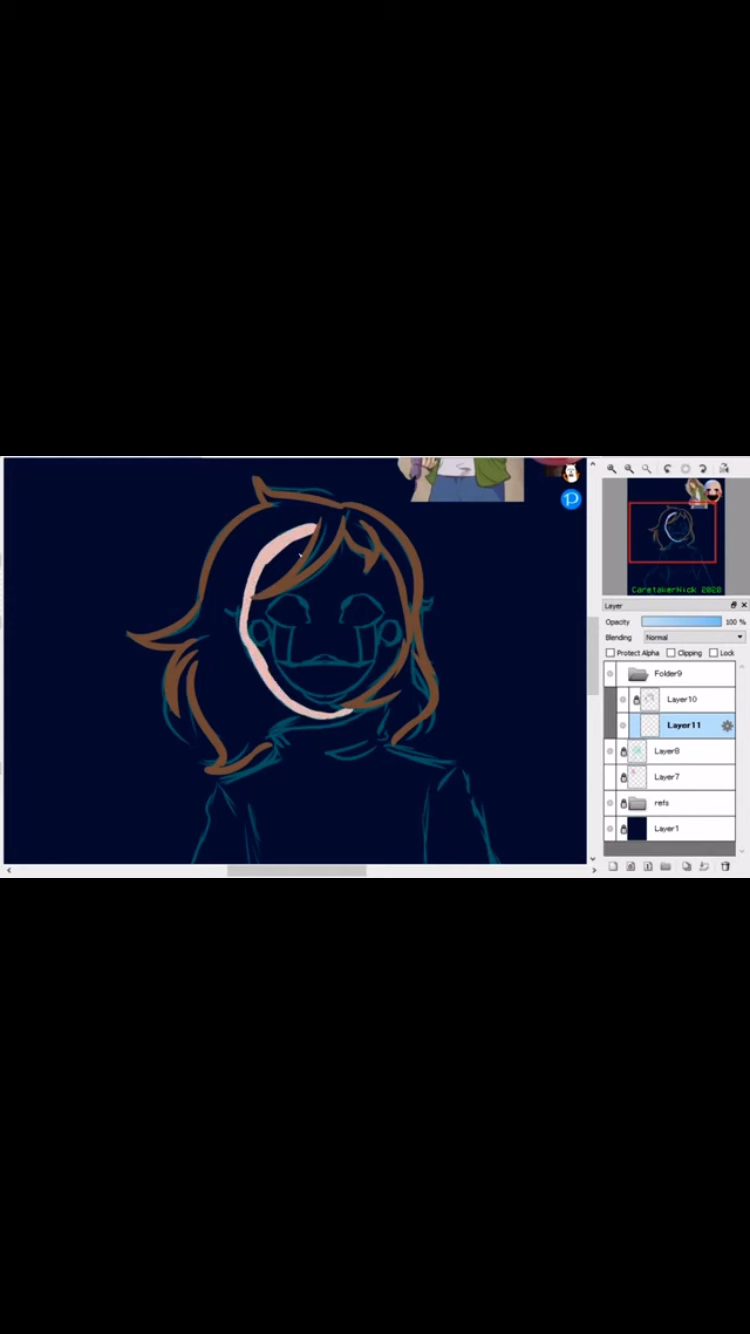 CaretakerNick 2020
Layer
Opacity 100 %
Blending Normal
Protect Alpha Clipping Lock
Folder9
Layer10
Layer11
Layer8
Layer7
refs
Layer1